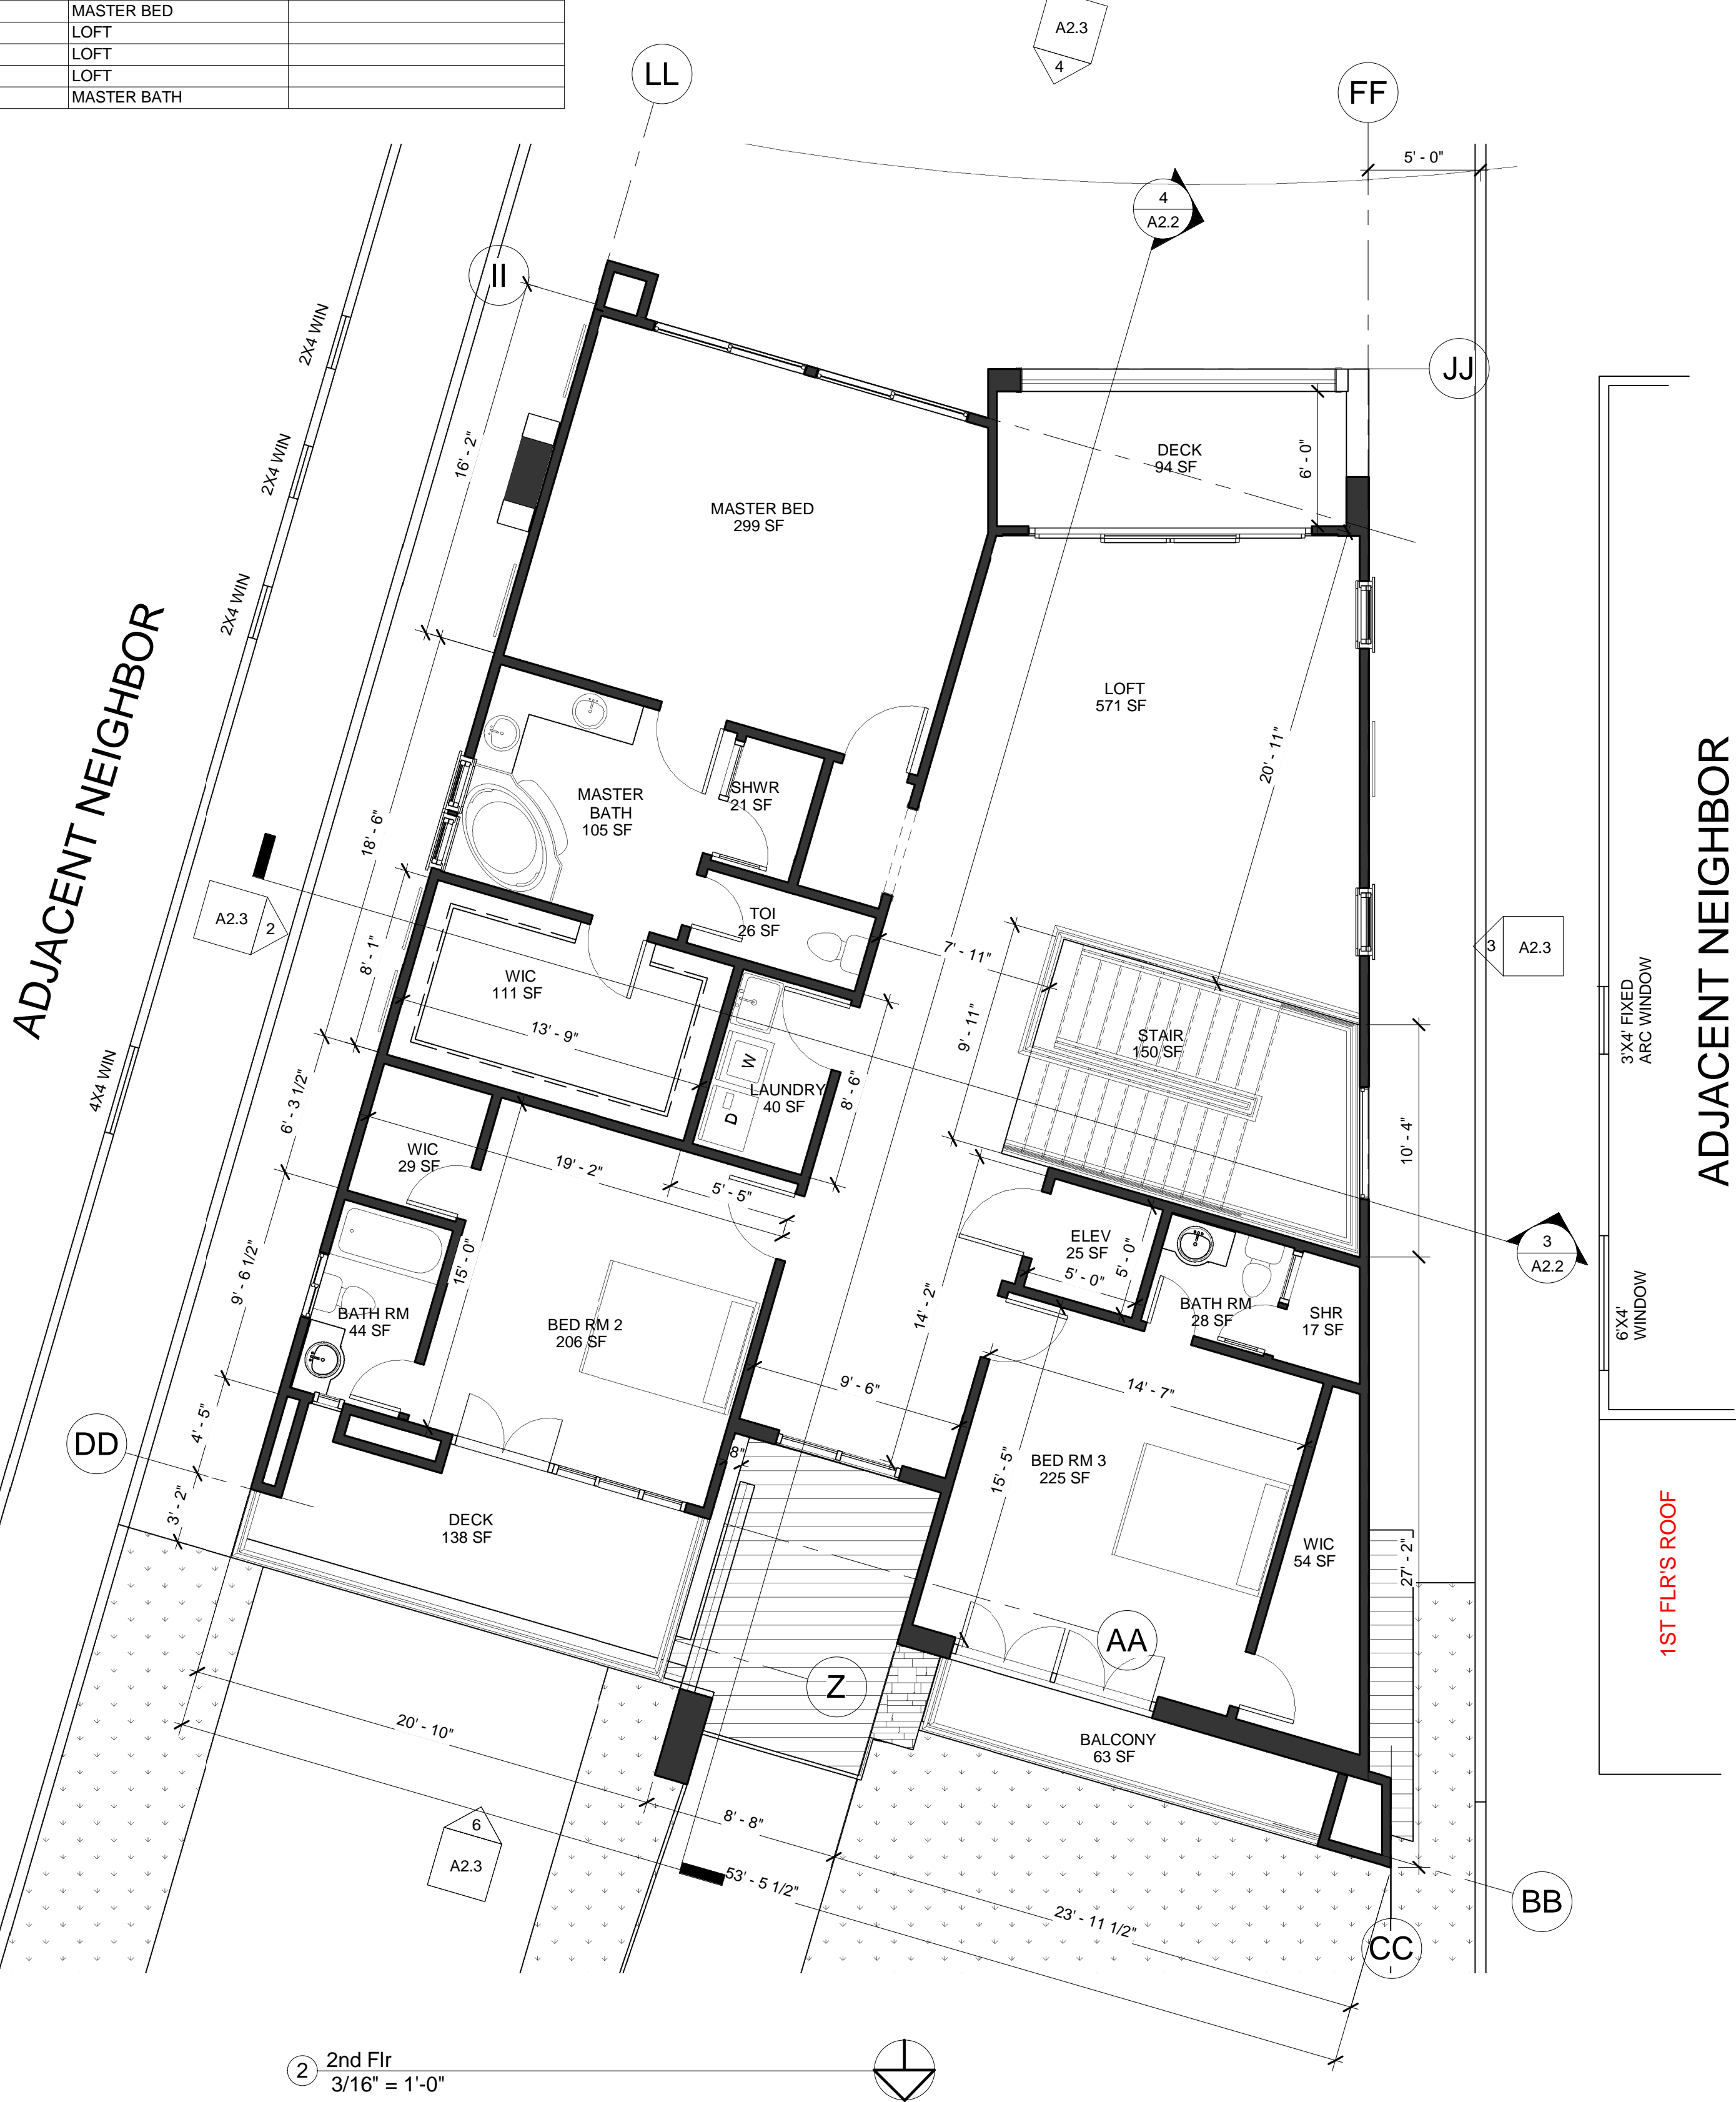 MASTER BED
LOFT
LOFT
LOFT
MASTER BATH
A2.3
4
LL
FF
5' - 0"
4
A2.2
II
JJ
2X4 WIN
2X4 WIN
2X4 WIN
4X4 WIN
ADJACENT NEIGHBOR
16' - 2"
MASTER BED
299 SF
DECK
94 SF
6' - 0"
LOFT
571 SF
20' - 11"
MASTER
BATH
105 SF
SHWR
21 SF
18' - 6"
A2.3
2
8' - 1"
TOI
26 SF
WIC
111 SF
13' - 9"
7' - 11"
9' - 11"
STAIR
150 SF
3
A2.3
3'X4' FIXED
ARC WINDOW
ADJACENT NEIGHBOR
W
D
LAUNDRY
40 SF
8' - 6"
6' - 3 1/2"
WIC
29 SF
19' - 2"
5' - 5"
10' - 4"
15' - 0"
9' - 6 1/2"
BATH RM
44 SF
BED RM 2
206 SF
ELEV
25 SF
5' - 0"
5' - 0"
14' - 2"
BATH RM
28 SF
SHR
17 SF
3
A2.2
6'X4'
WINDOW
9' - 6"
14' - 7"
4' - 5"
DD
8"
BED RM 3
225 SF
15' - 5"
3' - 2"
DECK
138 SF
WIC
54 SF
27' - 2"
1ST FLR'S ROOF
AA
Z
BALCONY
63 SF
20' - 10"
8' - 8"
6
A2.3
53' - 5 1/2"
23' - 11 1/2"
BB
CC
2
2nd Flr
3/16" = 1'-0"